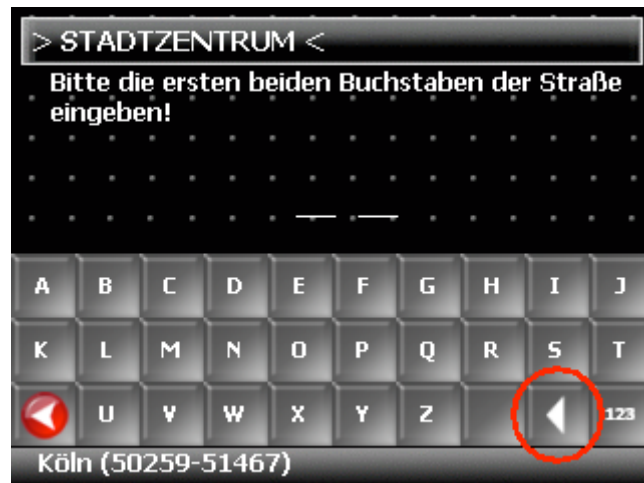 > STADTZENTRUM <
Bitte die ersten beiden Buchstaben der Straße
eingeben!
A B C D E F G H I J
K L M N O P Q R S T
U V W X Y Z 123
Köln (50259-51467)